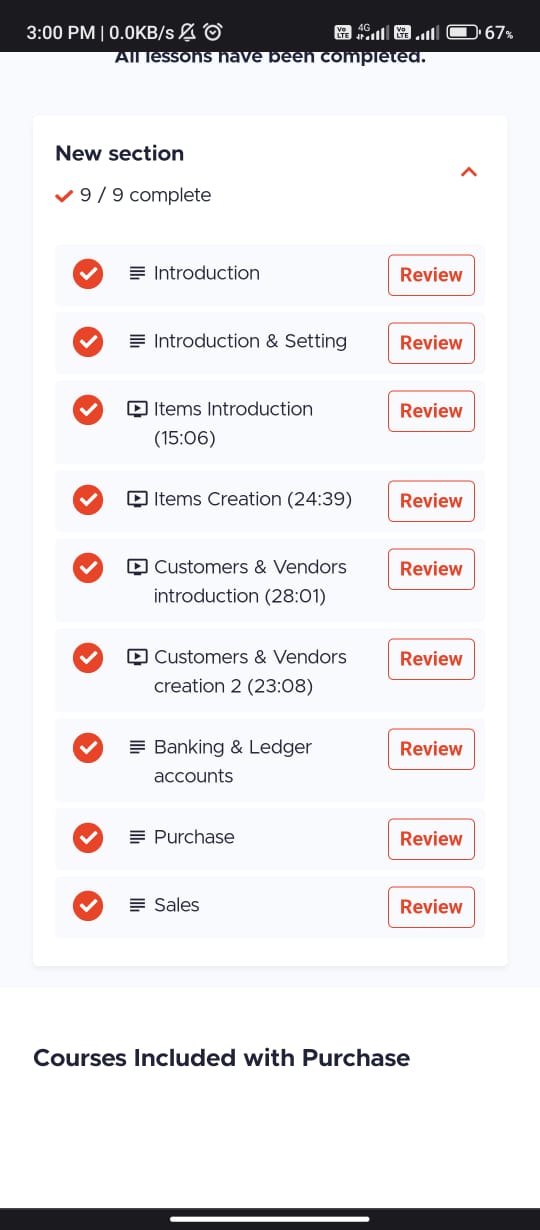 3:00 PM | 0.0KB/s
Vo LTE 4G Vo LTE 67%
All lessons have been completed.
New section
9 / 9 complete
Introduction
Review
Introduction & Setting
Review
Items Introduction
(15:06)
Review
Items Creation (24:39)
Review
Customers & Vendors
introduction (28:01)
Review
Customers & Vendors
creation 2 (23:08)
Review
Banking & Ledger
accounts
Review
Purchase
Review
Sales
Review
Courses Included with Purchase